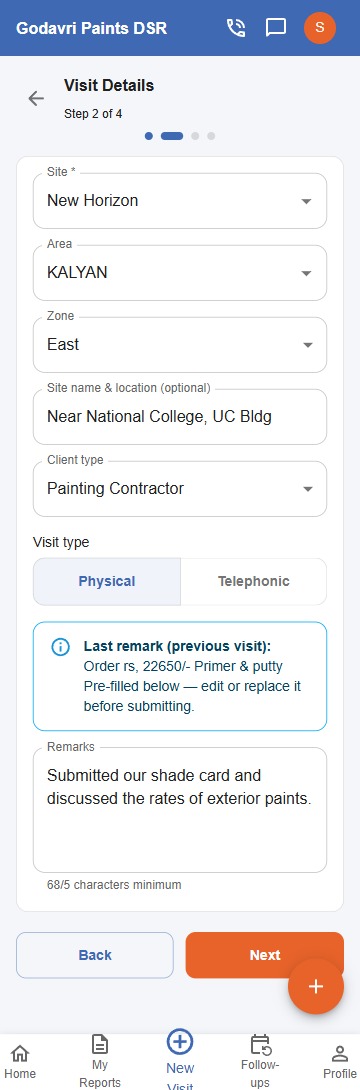 Godavri Paints DSR
S
Visit Details
Step 2 of 4
Site *
New Horizon
Area
KALYAN
Zone
East
Site name & location (optional)
Near National College, UC Bldg
Client type
Painting Contractor
Visit type
Physical
Telephonic
Last remark (previous visit):
Order rs, 22650/- Primer & putty
Pre-filled below — edit or replace it
before submitting.
Remarks
Submitted our shade card and
discussed the rates of exterior paints.
68/5 characters minimum
Back
Next
+
Home
My
Reports
New
Visit
Follow-
ups
Profile